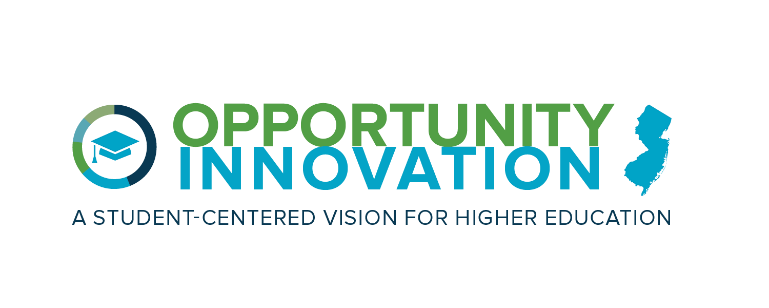 OPPORTUNITY
INNOVATION
A STUDENT-CENTERED VISION FOR HIGHER EDUCATION